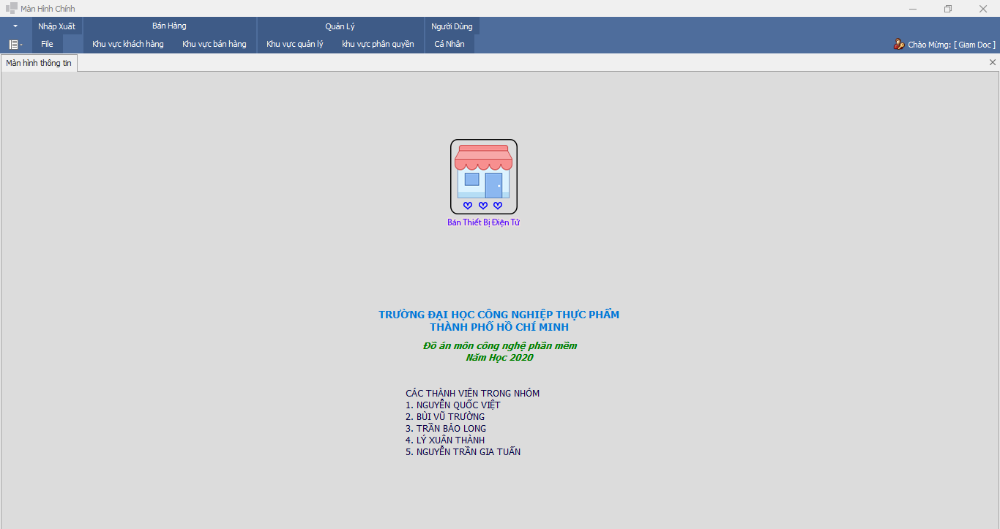 Màn Hình Chính
Nhập Xuất
Bán Hàng
Quản Lý
Người Dùng
File
Khu vực khách hàng
Khu vực bán hàng
Khu vực quản lý
khu vực phân quyền
Cá Nhân
Chào Mừng: [ Giam Doc ]
Màn hình thông tin
Bán Thiết Bị Điện Tử
TRƯỜNG ĐẠI HỌC CÔNG NGHIỆP THỰC PHẨM
THÀNH PHỐ HỒ CHÍ MINH
Đồ án môn công nghệ phần mềm
Năm Học 2020
CÁC THÀNH VIÊN TRONG NHÓM
1. NGUYỄN QUỐC VIỆT
2. BÙI VŨ TRƯỜNG
3. TRẦN BẢO LONG
4. LÝ XUÂN THÀNH
5. NGUYỄN TRẦN GIA TUẤN